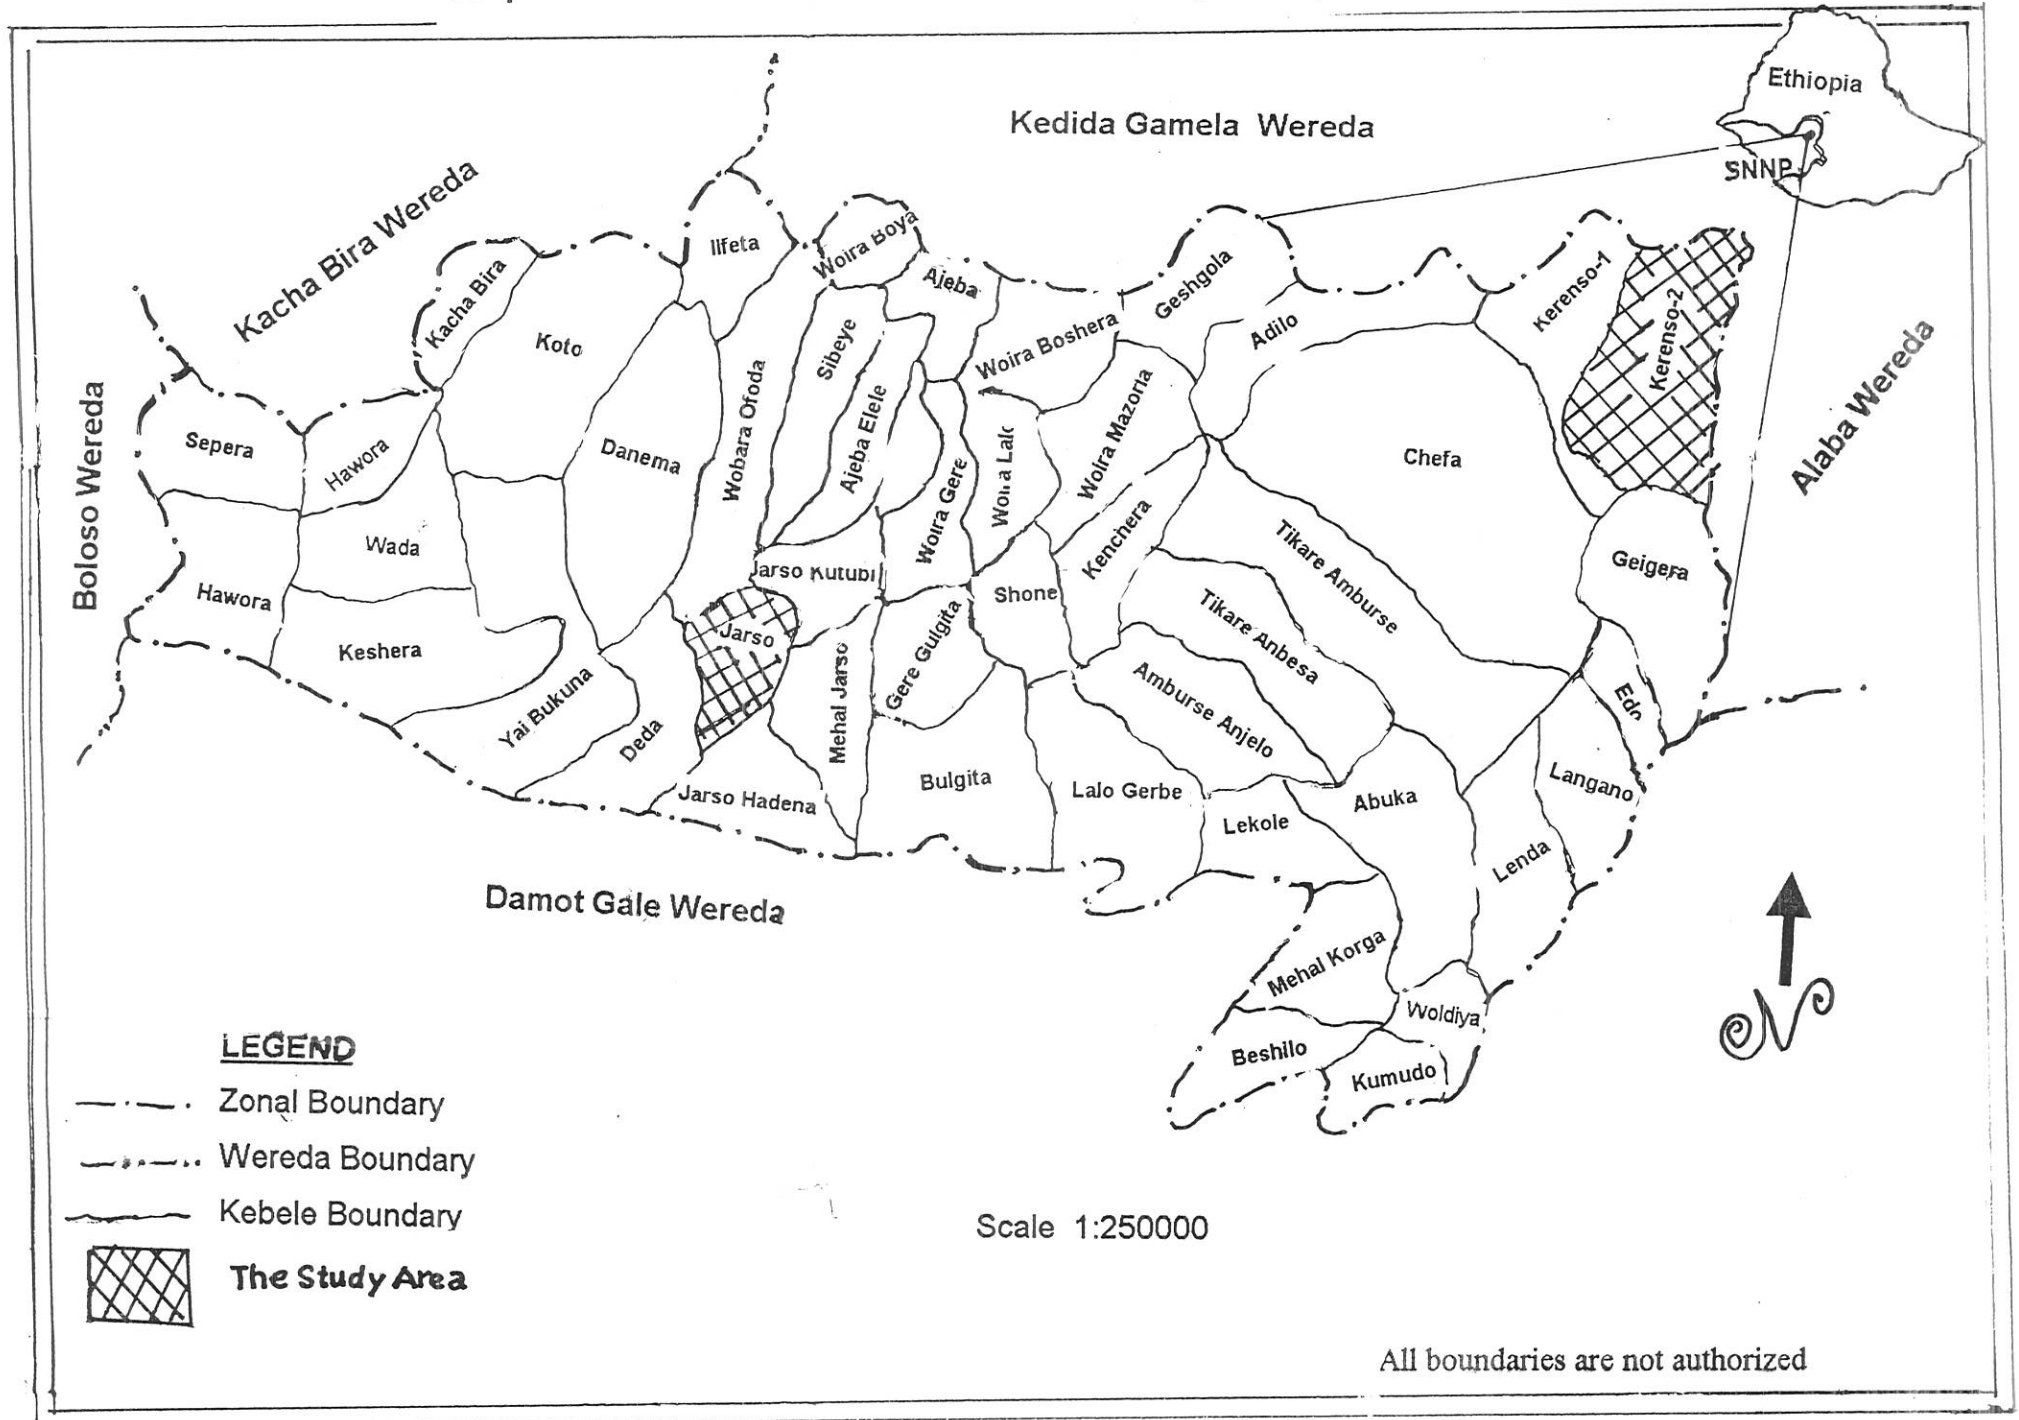 Ethiopia
Kedida Gamela Wereda
SNNP
Kacha Bira Wereda
Ilfeta
Woira Boya
Ajeba
Geshgola
Kerenso-1
Kacha Bira
Koto
Sibeye
Woira Boshera
Adilo
Kerenso-2
Alaba Wereda
Boloso Wereda
Sepera
Hawora
Danema
Wobara Ofoda
Ajeba Elele
Woira Gere
Woira Mazoria
Chefa
Wada
Jarso Kutubi
Kenchera
Tikare Amburse
Geigera
Hawora
Shone
Keshera
Jarso
Gere Gulgita
Tikare Anbesa
Yai Bukuna
Deda
Mehal Jarso
Amburse Anjelo
Edo
Jarso Hadena
Bulgita
Lalo Gerbe
Lekole
Abuka
Langano
Lenda
Damot Gale Wereda
Mehal Korga
Woldiya
Beshilo
Kumudo
N
LEGEND
Zonal Boundary
Wereda Boundary
Kebele Boundary
The Study Area
Scale 1:250000
All boundaries are not authorized